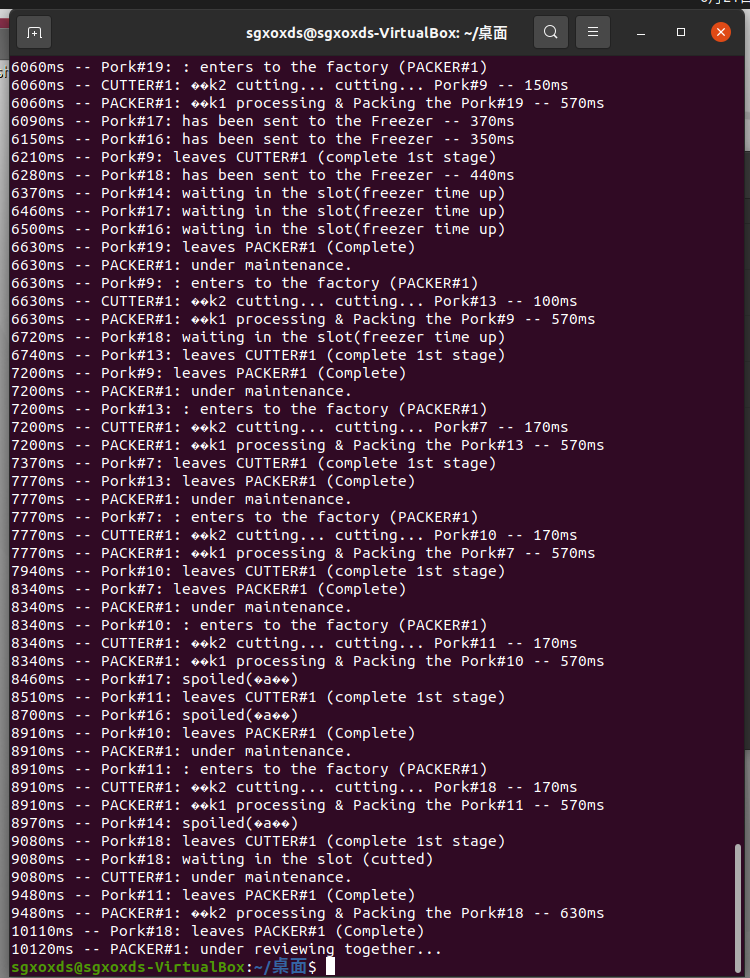 sgxoxds@sgxoxds-VirtualBox: ~/桌面
6060ms -- Pork#19: : enters to the factory (PACKER#1)
6060ms -- CUTTER#1: ��k2 cutting... cutting... Pork#9 -- 150ms
6060ms -- PACKER#1: ��k1 processing & Packing the Pork#19 -- 570ms
6090ms -- Pork#17: has been sent to the Freezer -- 370ms
6150ms -- Pork#16: has been sent to the Freezer -- 350ms
6210ms -- Pork#9: leaves CUTTER#1 (complete 1st stage)
6280ms -- Pork#18: has been sent to the Freezer -- 440ms
6370ms -- Pork#14: waiting in the slot(freezer time up)
6460ms -- Pork#17: waiting in the slot(freezer time up)
6500ms -- Pork#16: waiting in the slot(freezer time up)
6630ms -- Pork#19: leaves PACKER#1 (Complete)
6630ms -- PACKER#1: under maintenance.
6630ms -- Pork#9: : enters to the factory (PACKER#1)
6630ms -- CUTTER#1: ��k2 cutting... cutting... Pork#13 -- 100ms
6630ms -- PACKER#1: ��k1 processing & Packing the Pork#9 -- 570ms
6720ms -- Pork#18: waiting in the slot(freezer time up)
6740ms -- Pork#13: leaves CUTTER#1 (complete 1st stage)
7200ms -- Pork#9: leaves PACKER#1 (Complete)
7200ms -- PACKER#1: under maintenance.
7200ms -- Pork#13: : enters to the factory (PACKER#1)
7200ms -- CUTTER#1: ��k2 cutting... cutting... Pork#7 -- 170ms
7200ms -- PACKER#1: ��k1 processing & Packing the Pork#13 -- 570ms
7370ms -- Pork#7: leaves CUTTER#1 (complete 1st stage)
7770ms -- Pork#13: leaves PACKER#1 (Complete)
7770ms -- PACKER#1: under maintenance.
7770ms -- Pork#7: : enters to the factory (PACKER#1)
7770ms -- CUTTER#1: ��k2 cutting... cutting... Pork#10 -- 170ms
7770ms -- PACKER#1: ��k1 processing & Packing the Pork#7 -- 570ms
7940ms -- Pork#10: leaves CUTTER#1 (complete 1st stage)
8340ms -- Pork#7: leaves PACKER#1 (Complete)
8340ms -- PACKER#1: under maintenance.
8340ms -- Pork#10: : enters to the factory (PACKER#1)
8340ms -- CUTTER#1: ��k2 cutting... cutting... Pork#11 -- 170ms
8340ms -- PACKER#1: ��k1 processing & Packing the Pork#10 -- 570ms
8460ms -- Pork#17: spoiled(�a��)
8510ms -- Pork#11: leaves CUTTER#1 (complete 1st stage)
8700ms -- Pork#16: spoiled(�a��)
8910ms -- Pork#10: leaves PACKER#1 (Complete)
8910ms -- PACKER#1: under maintenance.
8910ms -- Pork#11: : enters to the factory (PACKER#1)
8910ms -- CUTTER#1: ��k2 cutting... cutting... Pork#18 -- 170ms
8910ms -- PACKER#1: ��k1 processing & Packing the Pork#11 -- 570ms
8970ms -- Pork#14: spoiled(�a��)
9080ms -- Pork#18: leaves CUTTER#1 (complete 1st stage)
9080ms -- Pork#18: waiting in the slot (cutted)
9080ms -- CUTTER#1: under maintenance.
9480ms -- Pork#11: leaves PACKER#1 (Complete)
9480ms -- PACKER#1: ��k2 processing & Packing the Pork#18 -- 630ms
10110ms -- Pork#18: leaves PACKER#1 (Complete)
10120ms -- PACKER#1: under reviewing together...
sgxoxds@sgxoxds-VirtualBox:~/桌面$